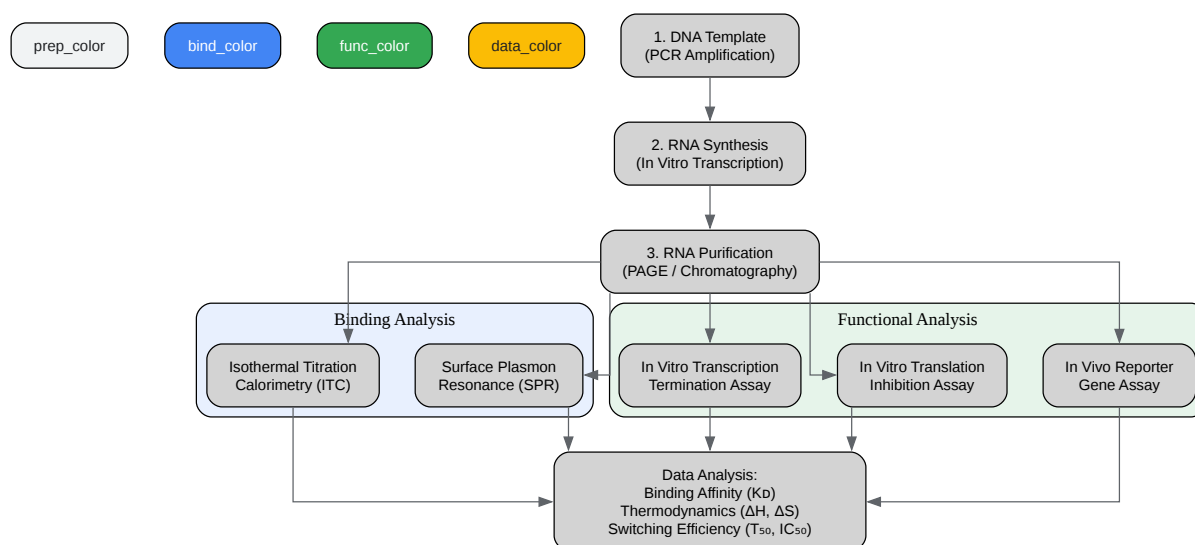 prep_color
bind_color
func_color
data_color
1. DNA Template
(PCR Amplification)
2. RNA Synthesis
(In Vitro Transcription)
3. RNA Purification
(PAGE / Chromatography)
Binding Analysis
Functional Analysis
Isothermal Titration
Calorimetry (ITC)
Surface Plasmon
Resonance (SPR)
In Vitro Transcription
Termination Assay
In Vitro Translation
Inhibition Assay
In Vivo Reporter
Gene Assay
Data Analysis:
Binding Affinity (Kᴅ)
Thermodynamics (ΔH, ΔS)
Switching Efficiency (T₅₀, IC₅₀)